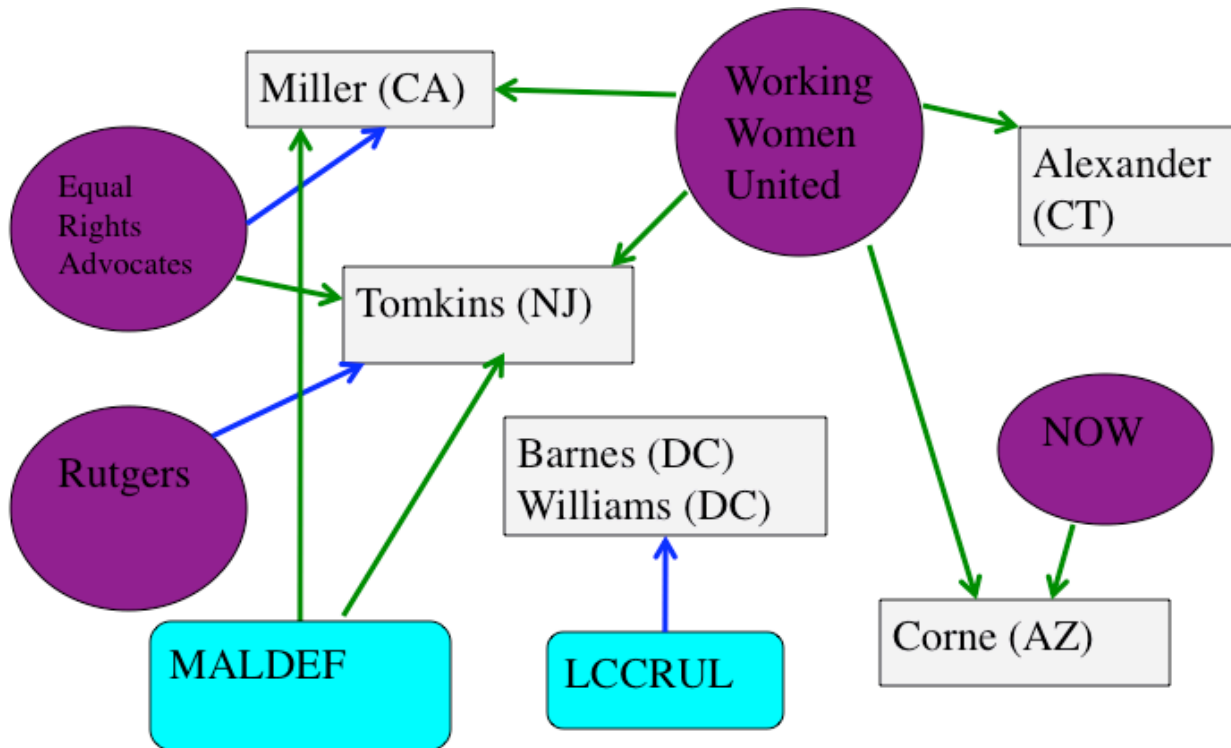 Miller (CA)
Working
Women
United
Alexander
(CT)
Equal
Rights
Advocates
Tomkins (NJ)
Rutgers
Barnes (DC)
Williams (DC)
NOW
Corne (AZ)
MALDEF
LCCRUL